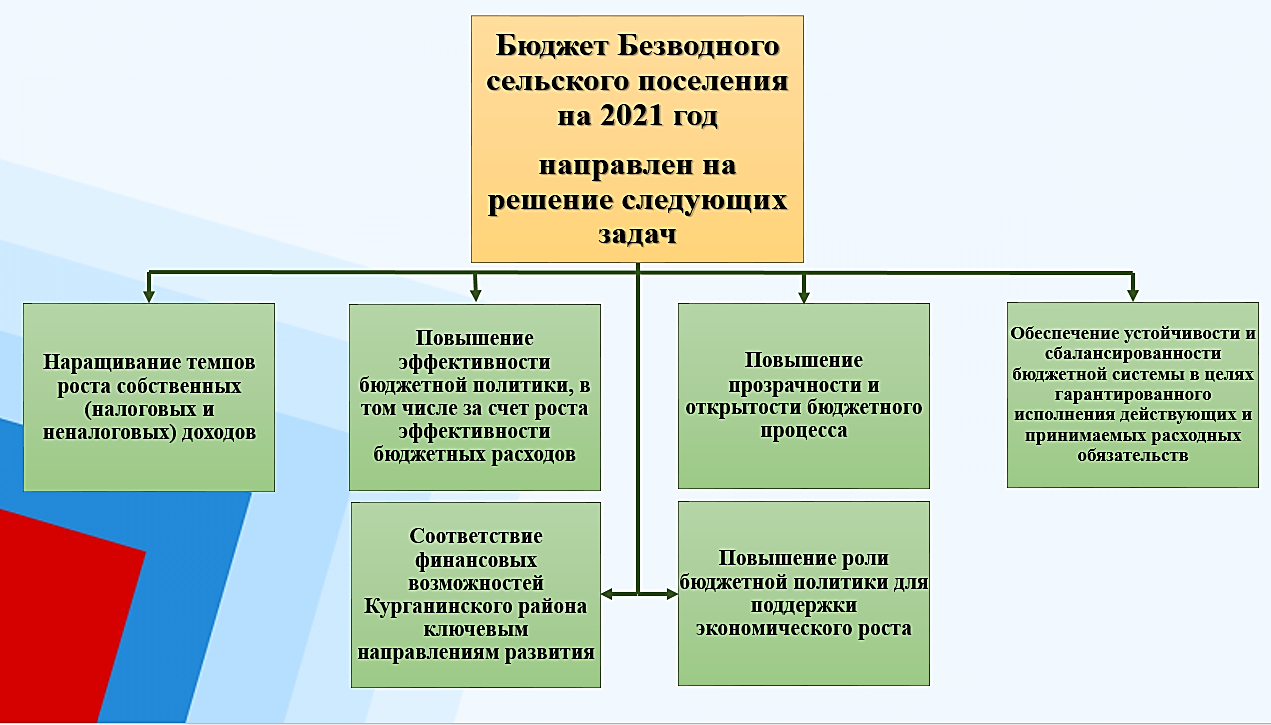 Бюджет Безводного
сельского поселения
на 2021 год
направлен на
решение следующих
задач
Наращивание темпов
роста собственных
(налоговых и
неналоговых) доходов
Повышение
эффективности
бюджетной политики, в
том числе за счет роста
эффективности
бюджетных расходов
Повышение
прозрачности и
открытости бюджетного
процесса
Обеспечение устойчивости и
сбалансированности
бюджетной системы в целях
гарантированного
исполнения действующих и
принимаемых расходных
обязательств
Соответствие
финансовых
возможностей
Курганинского района
ключевым
направлениям развития
Повышение роли
бюджетной политики для
поддержки
экономического роста